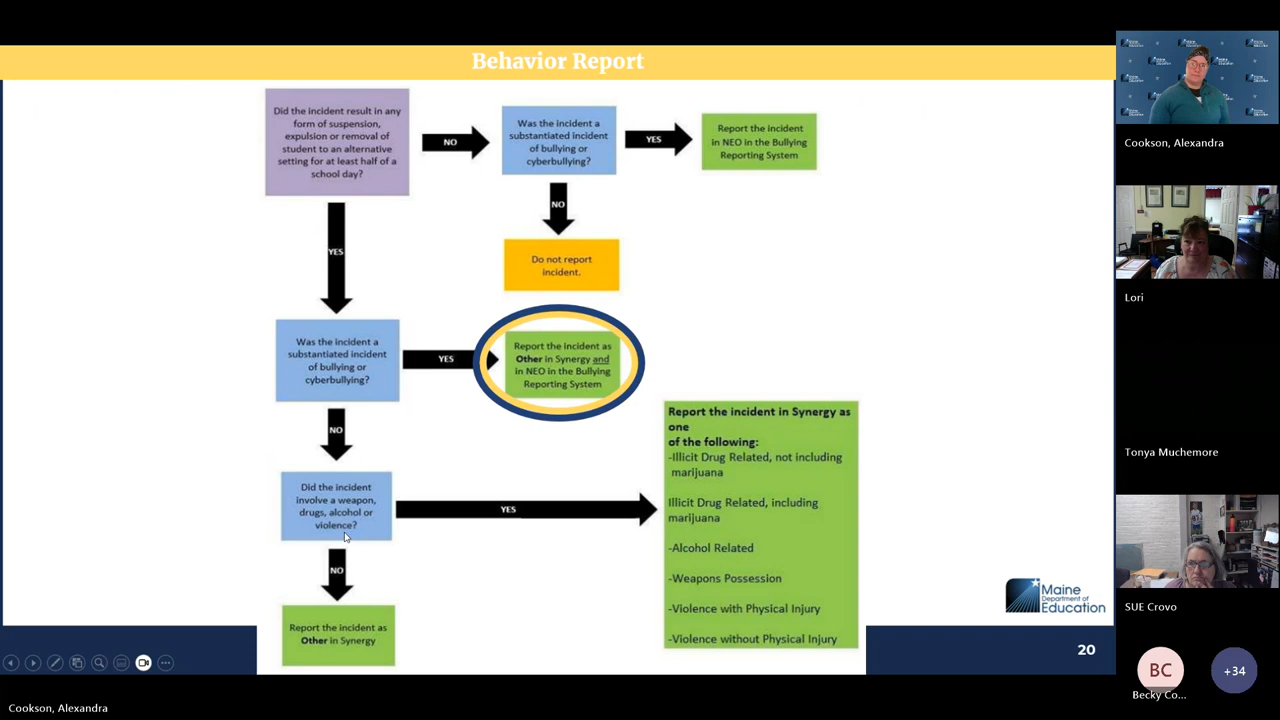 Behavior Report
Did the incident result in any
form of suspension,
expulsion or removal of
student to an alternative
setting for at least half of a
school day?
NO
Was the incident a
substantiated incident
of bullying or
cyberbullying?
YES
Report the incident
in NEO in the Bullying
Reporting System
NO
Do not report
incident.
YES
Was the incident a
substantiated incident
of bullying or
cyberbullying?
YES
Report the incident as
Other in Synergy and
in NEO in the Bullying
Reporting System
NO
Did the incident
involve a weapon,
drugs, alcohol or
violence?
YES
Report the incident in Synergy as
one
of the following:
-Illicit Drug Related, not including
marijuana
Illicit Drug Related, including
marijuana
-Alcohol Related
-Weapons Possession
-Violence with Physical Injury
-Violence without Physical Injury
NO
Report the incident as
Other in Synergy
Maine
Department of
Education
20
Cookson, Alexandra
Cookson, Alexandra
Lori
Tonya Muchemore
SUE Crovo
BC
Becky Co...
+34